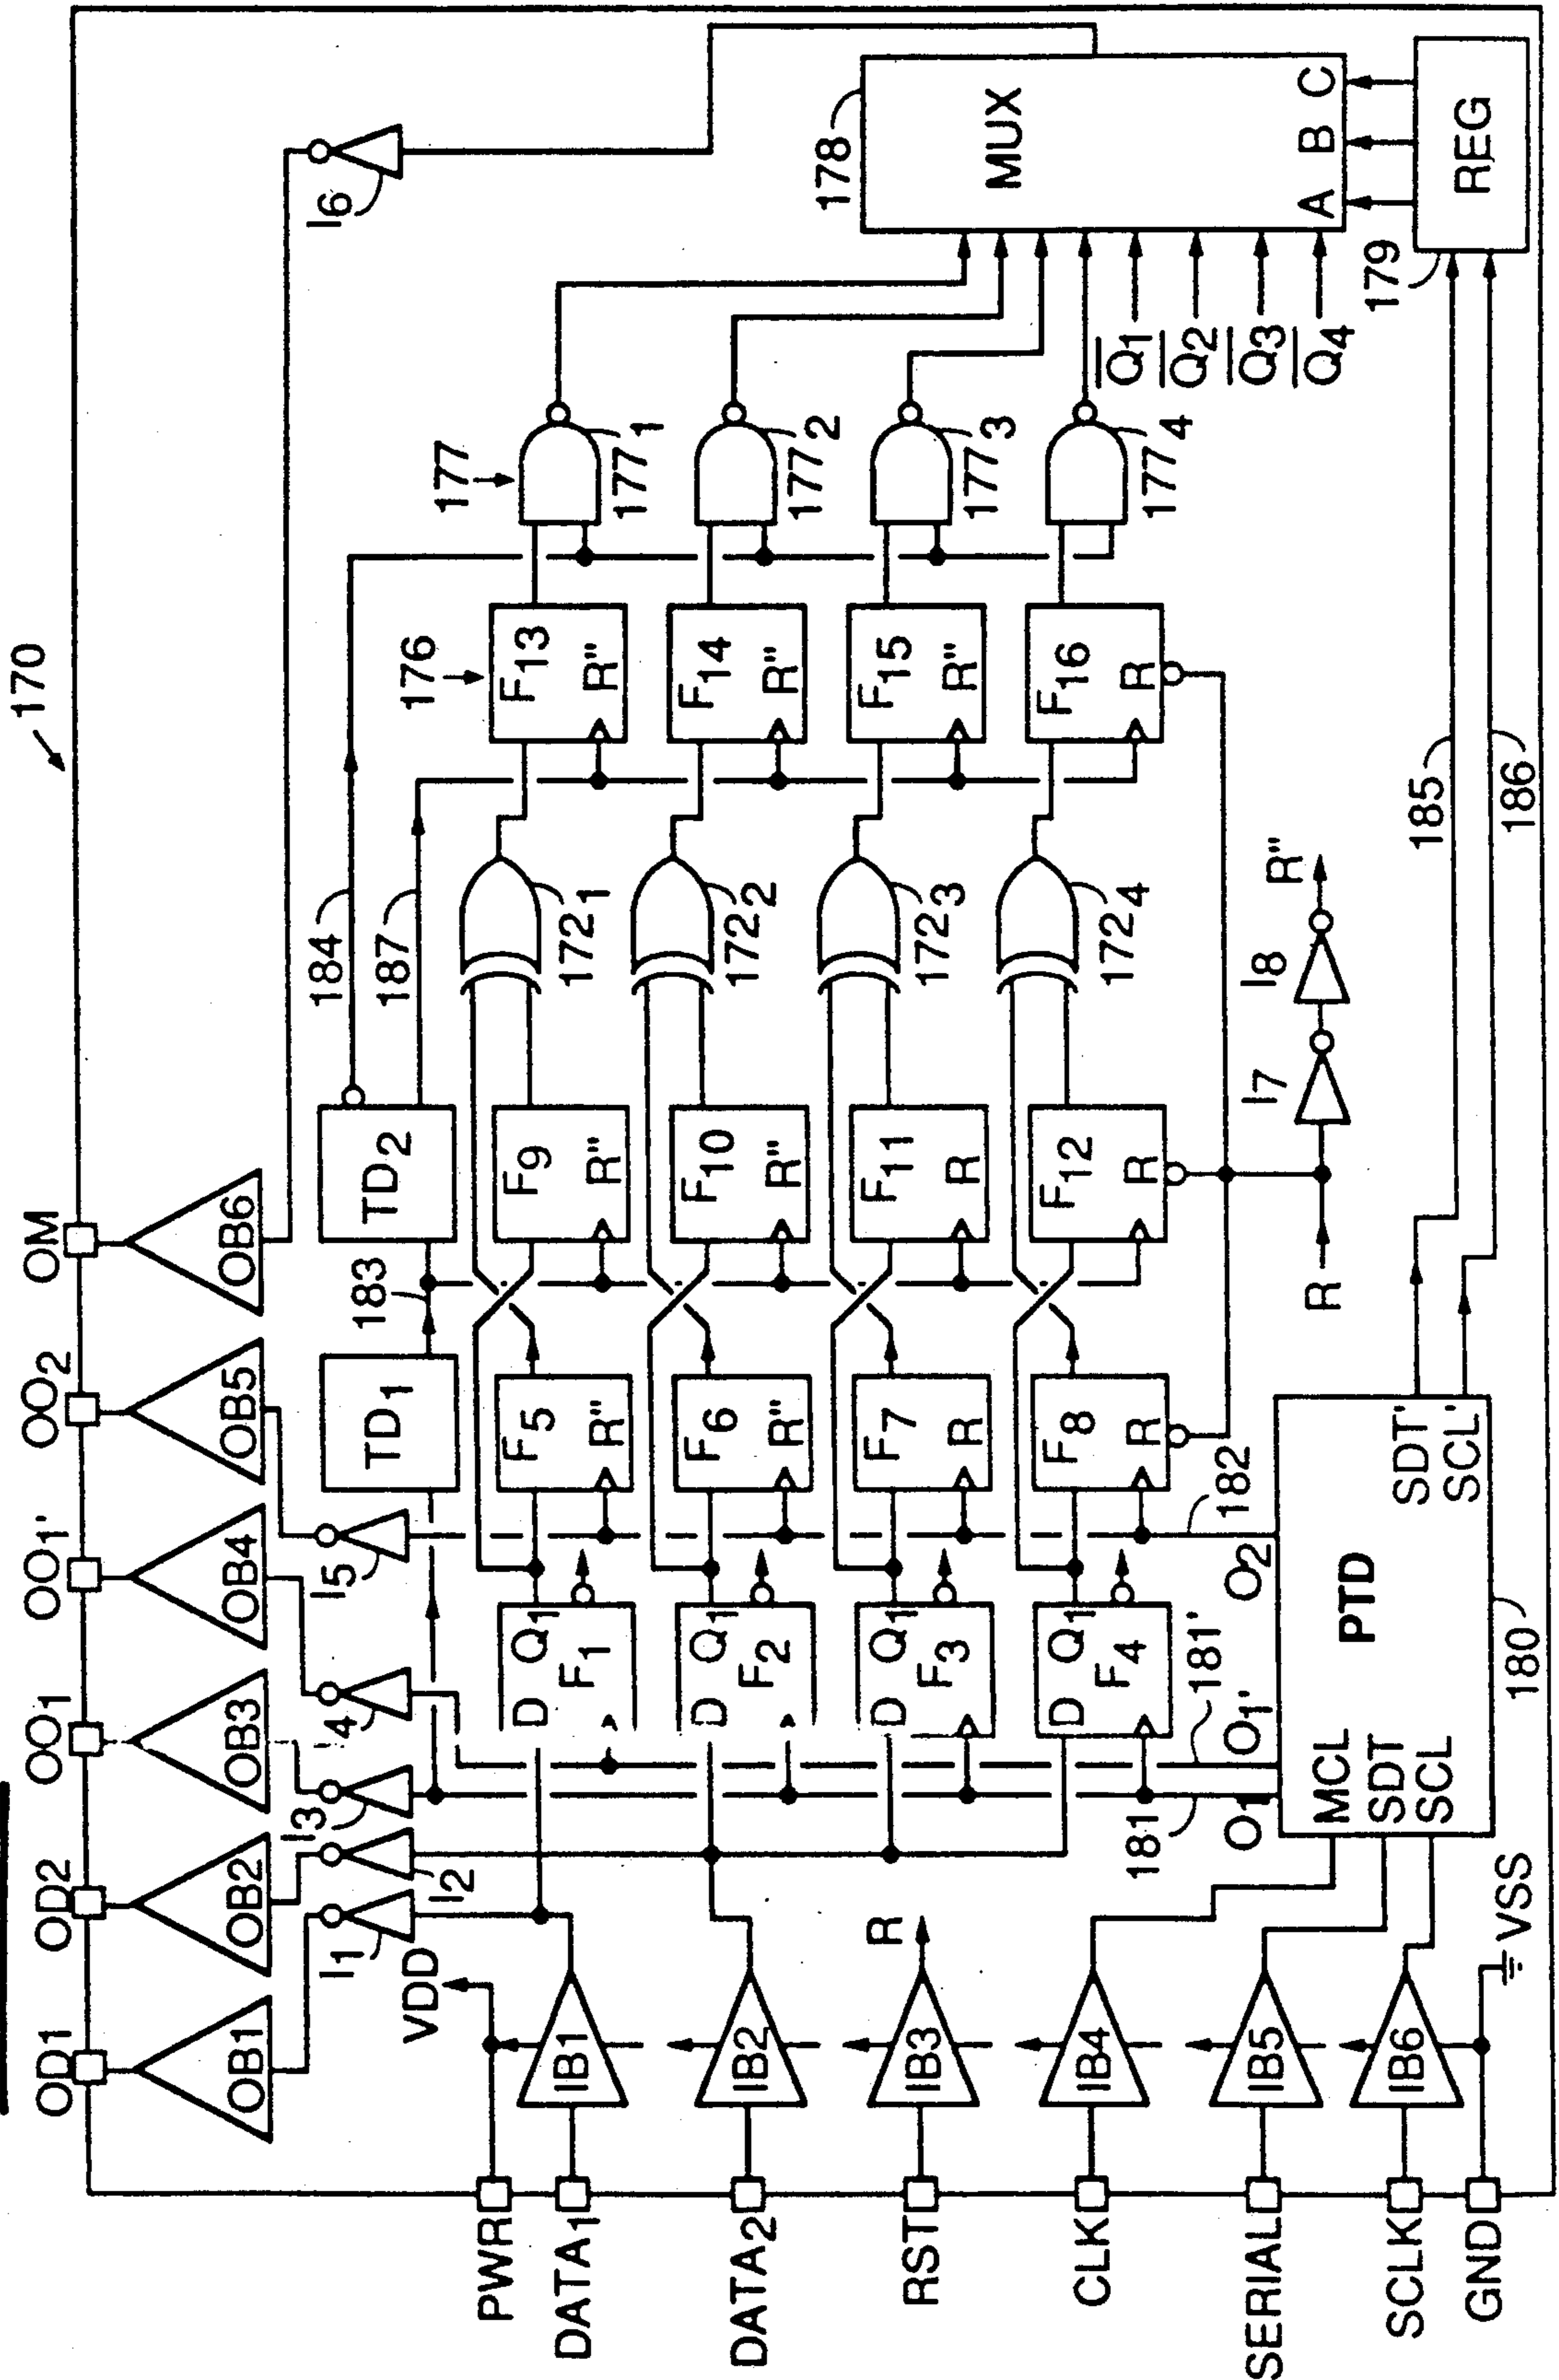 170
OD1
OD2
OO1
OO1'
OO2
OM
OB1
OB2
OB3
OB4
OB5
OB6
I1
I2
I3
I4
I5
I6
VDD
PWR
DATA1
DATA2
RST
CLK
SERIAL
SCLK
GND
IB1
IB2
IB3
IB4
IB5
IB6
R
VSS
TD1
183
TD2
184
187
D Q1
F1
D Q1
F2
D Q1
F3
D Q1
F4
F5
R"
F6
R"
F7
R
F8
R
F9
R"
F10
R"
F11
R
F12
R
1721
1722
1723
1724
176
F13
R"
F14
R"
F15
R"
F16
R
177
1771
1772
1773
1774
Q1
Q2
Q3
Q4
178
MUX
A B C
179
REG
R
I7
I8
R"
181
181'
182
O1
O1'
O2
MCL
SDT
SCL
PTD
SDT'
SCL'
180
185
186